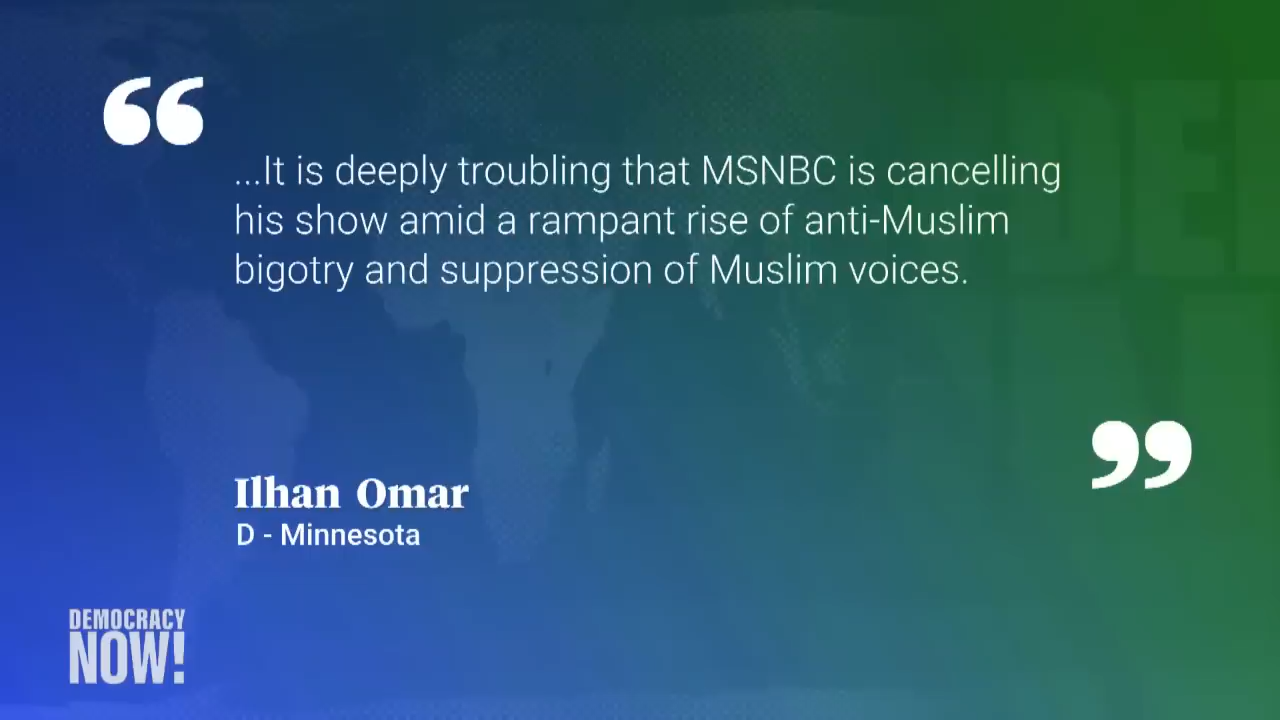 “
...It is deeply troubling that MSNBC is cancelling
his show amid a rampant rise of anti-Muslim
bigotry and suppression of Muslim voices.
”
Ilhan Omar
D - Minnesota
DEMOCRACY
NOW!